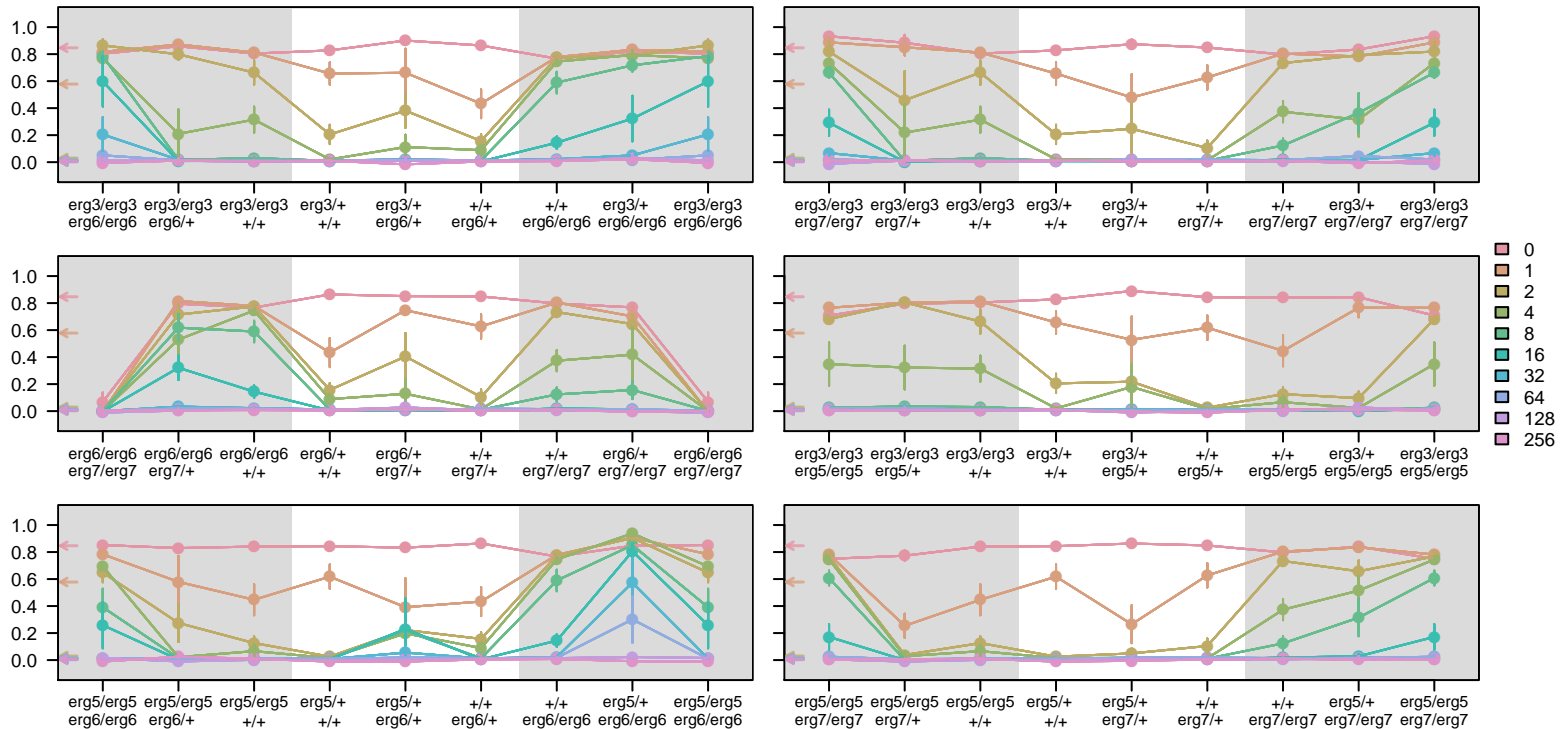 1.0
0.8
0.6
0.4
0.2
0.0
erg3/erg3 erg3/erg3 erg3/erg3 erg3/+ erg3/+ +/+ +/+ erg3/+ erg3/erg3
erg6/erg6 erg6/+ +/+ +/+ erg6/+ erg6/+ erg6/erg6 erg6/erg6 erg6/erg6
erg3/erg3 erg3/erg3 erg3/erg3 erg3/+ erg3/+ +/+ +/+ erg3/+ erg3/erg3
erg7/erg7 erg7/+ +/+ +/+ erg7/+ erg7/+ erg7/erg7 erg7/erg7 erg7/erg7
1.0
0.8
0.6
0.4
0.2
0.0
erg6/erg6 erg6/erg6 erg6/erg6 erg6/+ erg6/+ +/+ +/+ erg6/+ erg6/erg6
erg7/erg7 erg7/+ +/+ +/+ erg7/+ erg7/+ erg7/erg7 erg7/erg7 erg7/erg7
erg3/erg3 erg3/erg3 erg3/erg3 erg3/+ erg3/+ +/+ +/+ erg3/+ erg3/erg3
erg5/erg5 erg5/+ +/+ +/+ erg5/+ erg5/+ erg5/erg5 erg5/erg5 erg5/erg5
0
1
2
4
8
16
32
64
128
256
1.0
0.8
0.6
0.4
0.2
0.0
erg5/erg5 erg5/erg5 erg5/erg5 erg5/+ erg5/+ +/+ +/+ erg5/+ erg5/erg5
erg6/erg6 erg6/+ +/+ +/+ erg6/+ erg6/+ erg6/erg6 erg6/erg6 erg6/erg6
erg5/erg5 erg5/erg5 erg5/erg5 erg5/+ erg5/+ +/+ +/+ erg5/+ erg5/erg5
erg7/erg7 erg7/+ +/+ +/+ erg7/+ erg7/+ erg7/erg7 erg7/erg7 erg7/erg7